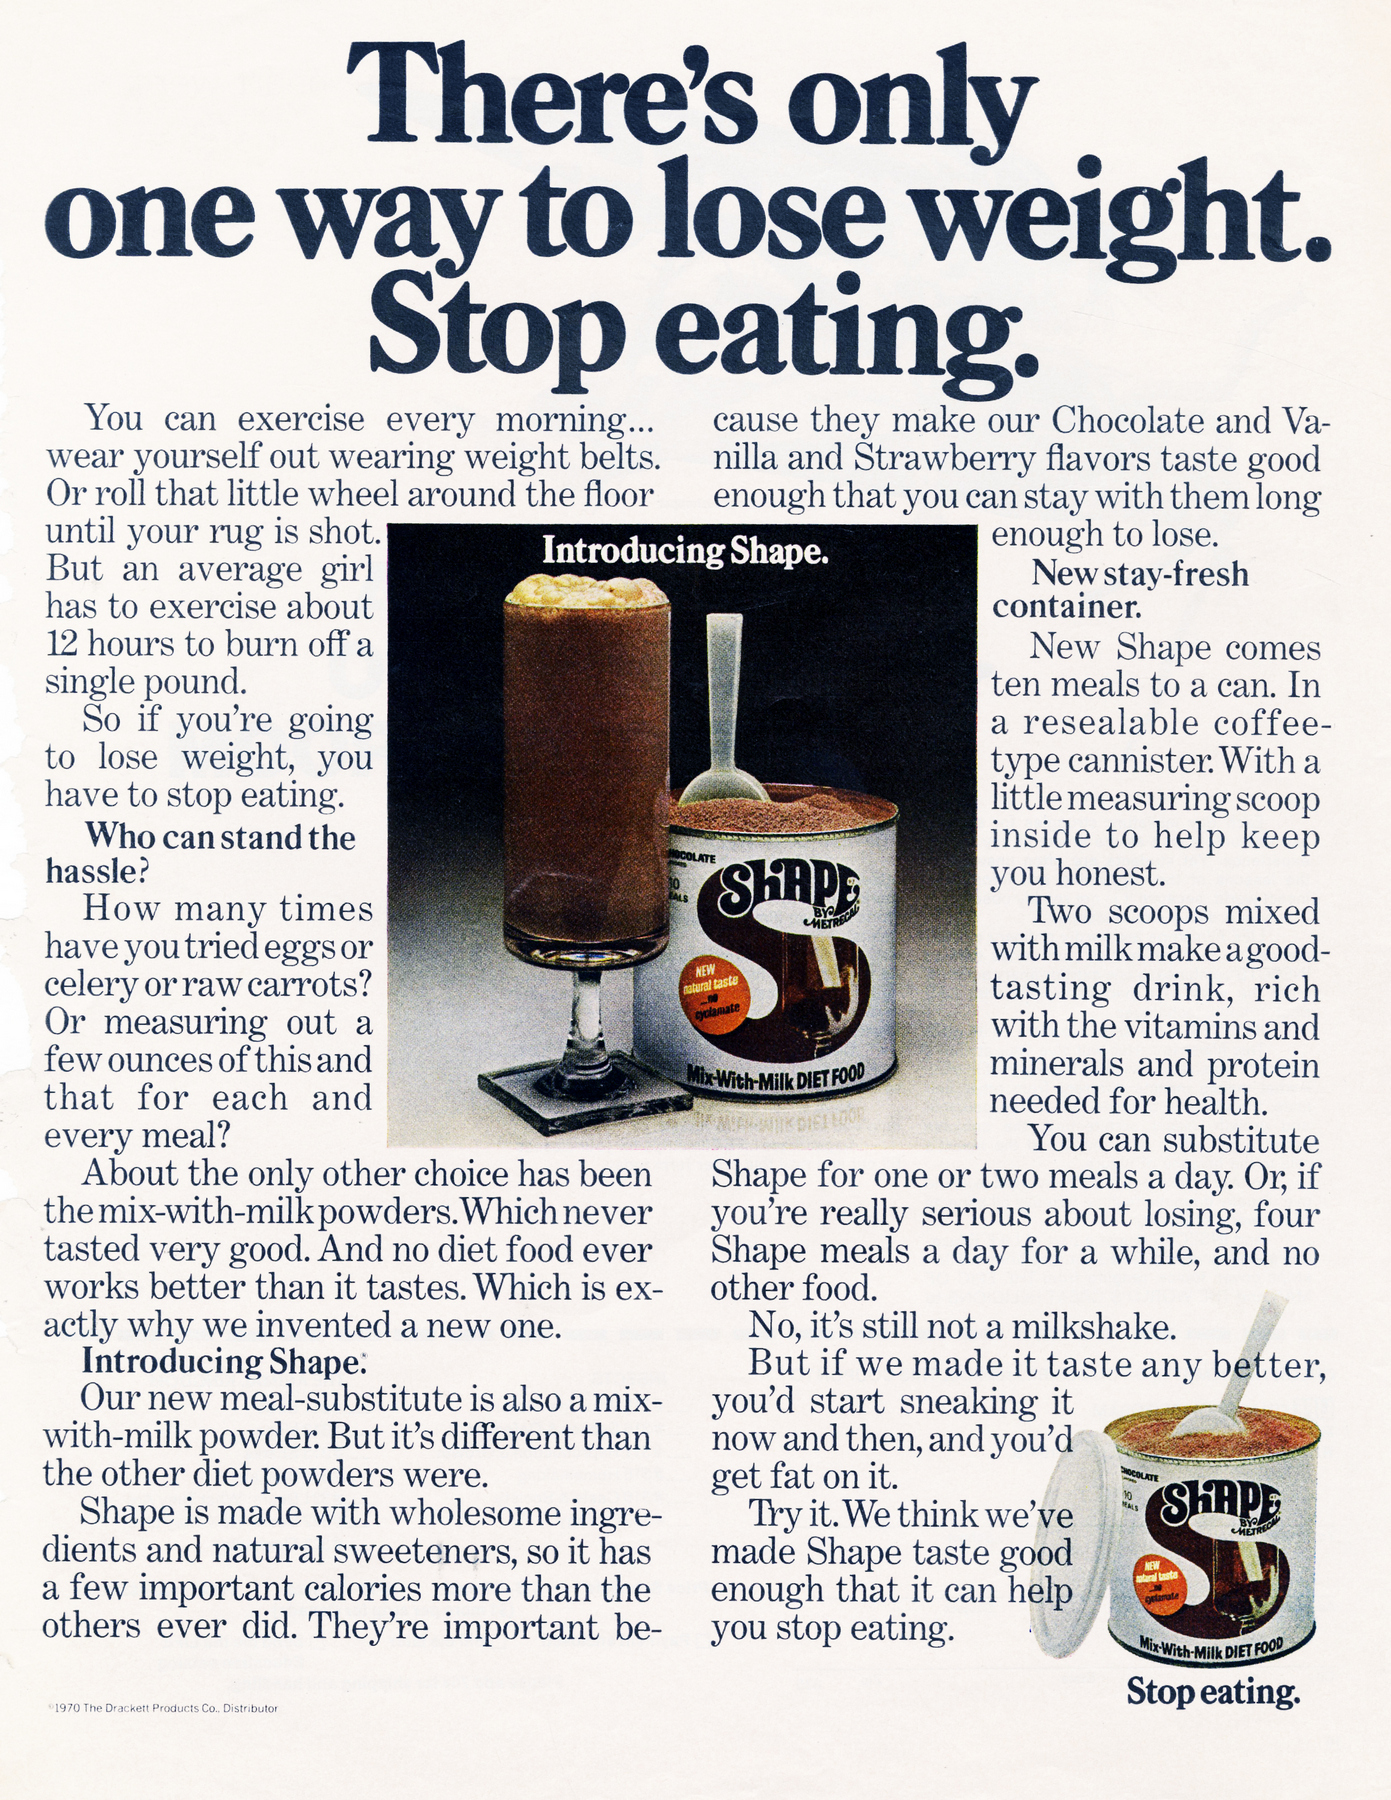 There's only
one way to lose weight.
Stop eating.
You can exercise every morning...
wear yourself out wearing weight belts.
Or roll that little wheel around the floor
until your rug is shot.
But an average girl
has to exercise about
12 hours to burn off a
single pound.
So if you're going
to lose weight, you
have to stop eating.
Who can stand the
hassle?
How many times
have you tried eggs or
celery or raw carrots?
Or measuring out a
few ounces of this and
that for each and
every meal?
About the only other choice has been
the mix-with-milk powders. Which never
tasted very good. And no diet food ever
works better than it tastes. Which is ex-
actly why we invented a new one.
Introducing Shape.®
Our new meal-substitute is also a mix-
with-milk powder. But it's different than
the other diet powders were.
Shape is made with wholesome ingre-
dients and natural sweeteners, so it has
a few important calories more than the
others ever did. They're important be-
cause they make our Chocolate and Va-
nilla and Strawberry flavors taste good
enough that you can stay with them long
enough to lose.
New stay-fresh
container.
New Shape comes
ten meals to a can. In
a resealable coffee-
type cannister. With a
little measuring scoop
inside to help keep
you honest.
Two scoops mixed
with milk make a good-
tasting drink, rich
with the vitamins and
minerals and protein
needed for health.
You can substitute
Shape for one or two meals a day. Or, if
you're really serious about losing, four
Shape meals a day for a while, and no
other food.
No, it's still not a milkshake.
But if we made it taste any better,
you'd start sneaking it
now and then, and you'd
get fat on it.
Try it. We think we've
made Shape taste good
enough that it can help
you stop eating.
Introducing Shape.
CHOCOLATE
10
MEALS
SHAPE
BY
METRECAL
NEW
natural taste
...no
cyclamate
Mix-With-Milk DIET FOOD
CHOCOLATE
10
MEALS
SHAPE
BY
METRECAL
NEW
natural taste
...no
cyclamate
Mix-With-Milk DIET FOOD
Stop eating.
©1970 The Drackett Products Co., Distributor